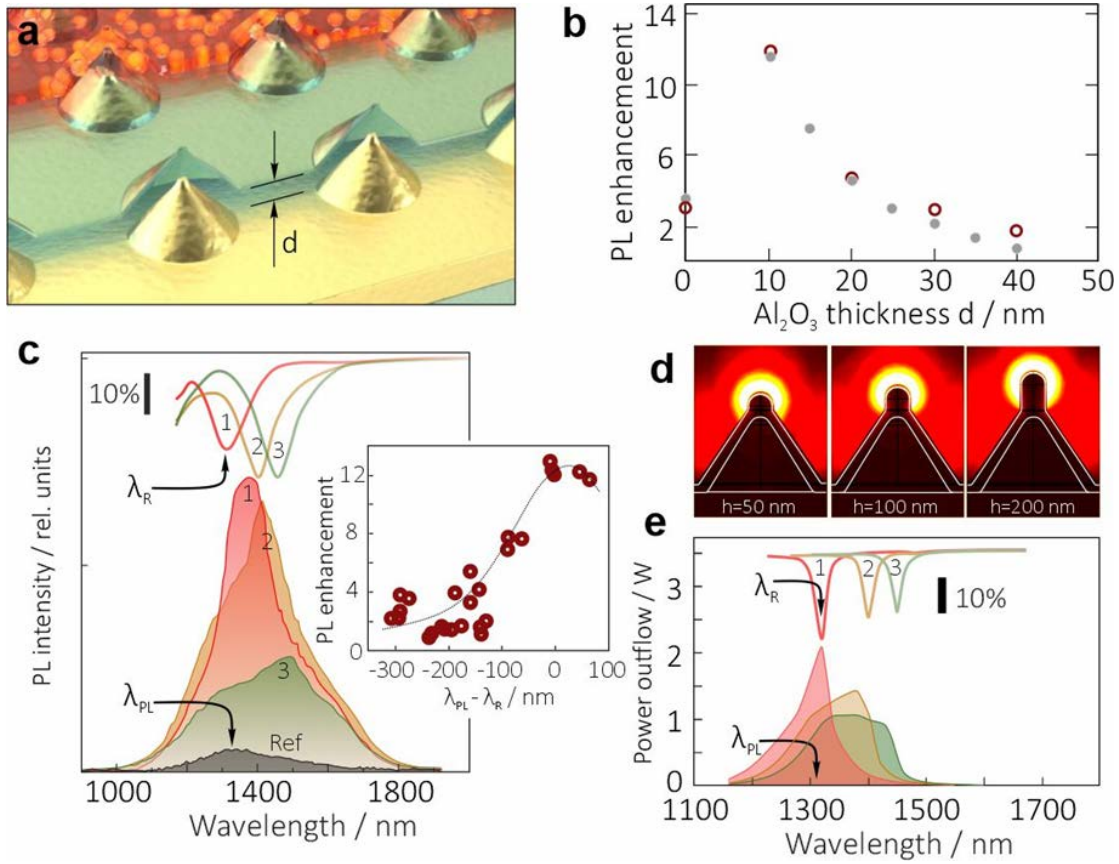 a
d
b
PL enhancemeent
14
12
10
6
2
0
10
20
30
40
50
Al₂O₃ thickness d / nm
c
10%
1
2
3
λR
1
2
3
λPL
Ref
PL intensity / rel. units
1000
1400
1800
Wavelength / nm
PL enhancement
12
8
4
0
-300
-200
-100
0
100
λPL-λR / nm
d
h=50 nm
h=100 nm
h=200 nm
e
1
2
3
10%
λR
λPL
Power outflow / W
3
2
1
0
1100
1300
1500
1700
Wavelength / nm